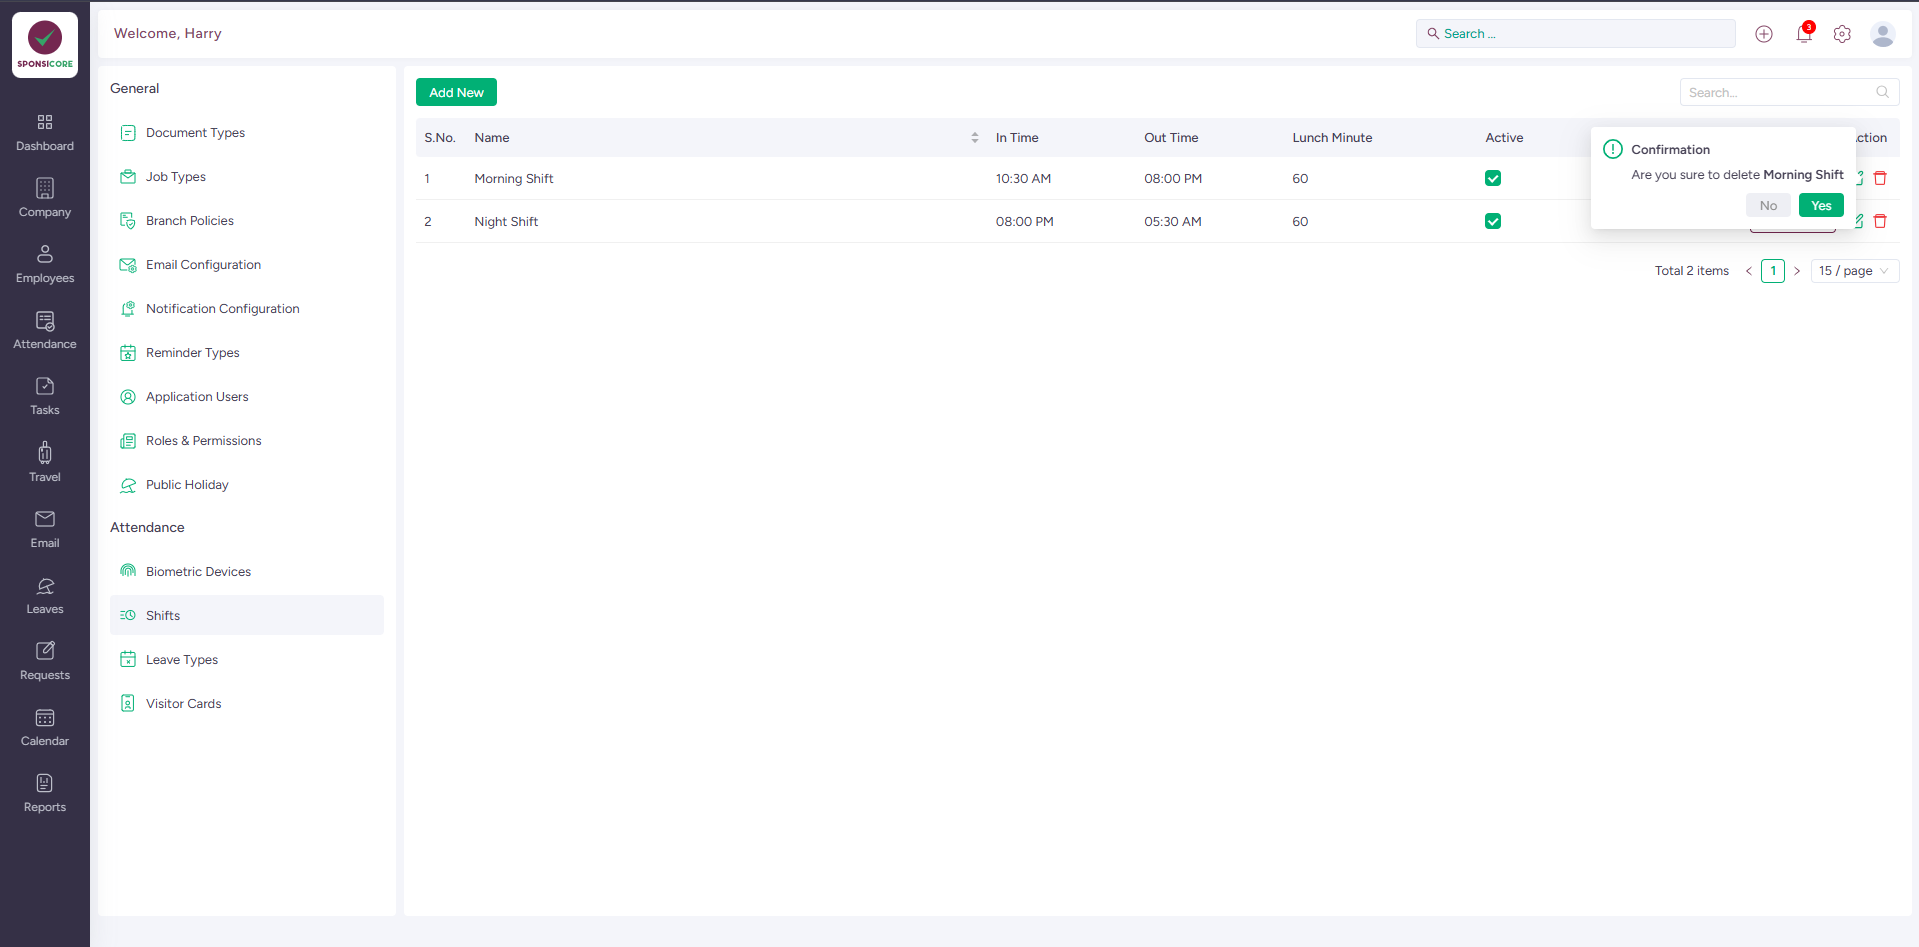 SPONSICORE
Dashboard
Company
Employees
Attendance
Tasks
Travel
Email
Leaves
Requests
Calendar
Reports
Welcome, Harry
Search ...
3
General
Document Types
Job Types
Branch Policies
Email Configuration
Notification Configuration
Reminder Types
Application Users
Roles & Permissions
Public Holiday
Attendance
Biometric Devices
Shifts
Leave Types
Visitor Cards
Add New
Search...
S.No. Name In Time Out Time Lunch Minute Active ction
1 Morning Shift 10:30 AM 08:00 PM 60
2 Night Shift 08:00 PM 05:30 AM 60
Confirmation
Are you sure to delete Morning Shift
No Yes
Total 2 items < 1 > 15 / page